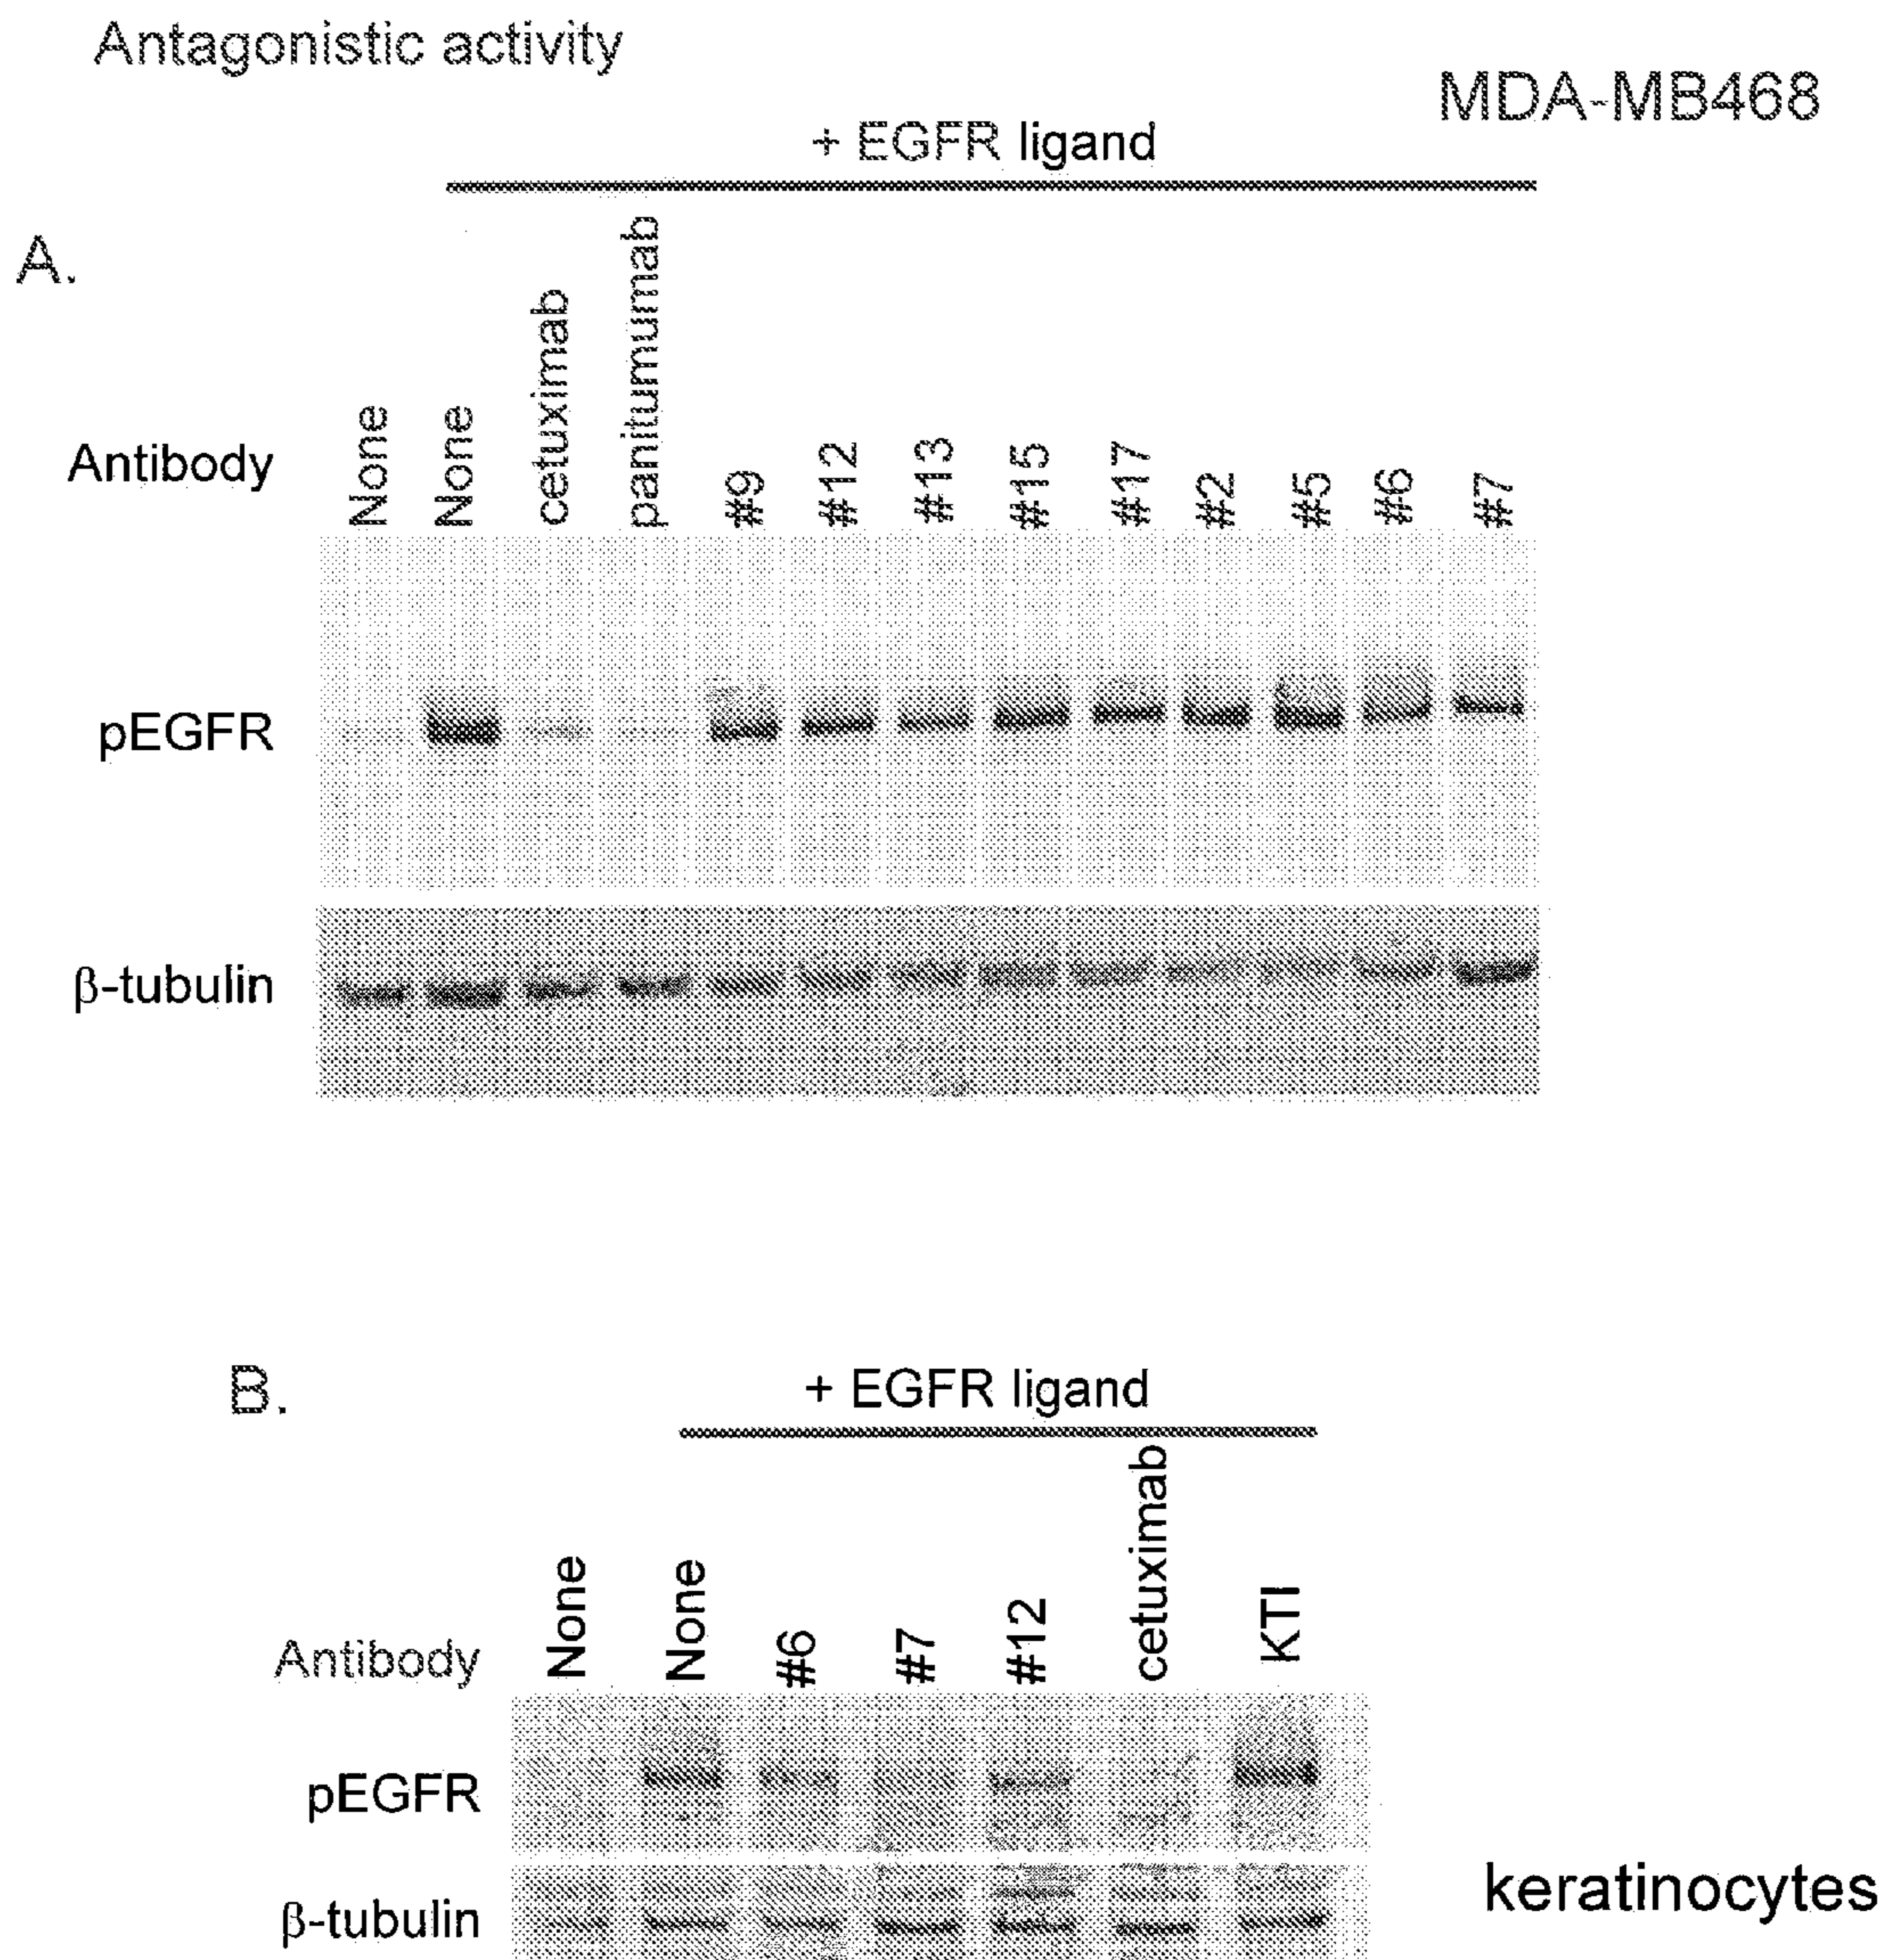 Antagonistic activity
MDA-MB468
+ EGFR ligand
A.
Antibody
None
None
cetuximab
panitumumab
#9
#12
#13
#15
#17
#2
#5
#6
#7
pEGFR
β-tubulin
B.
+ EGFR ligand
Antibody
None
None
#6
#7
#12
cetuximab
KTI
pEGFR
β-tubulin
keratinocytes